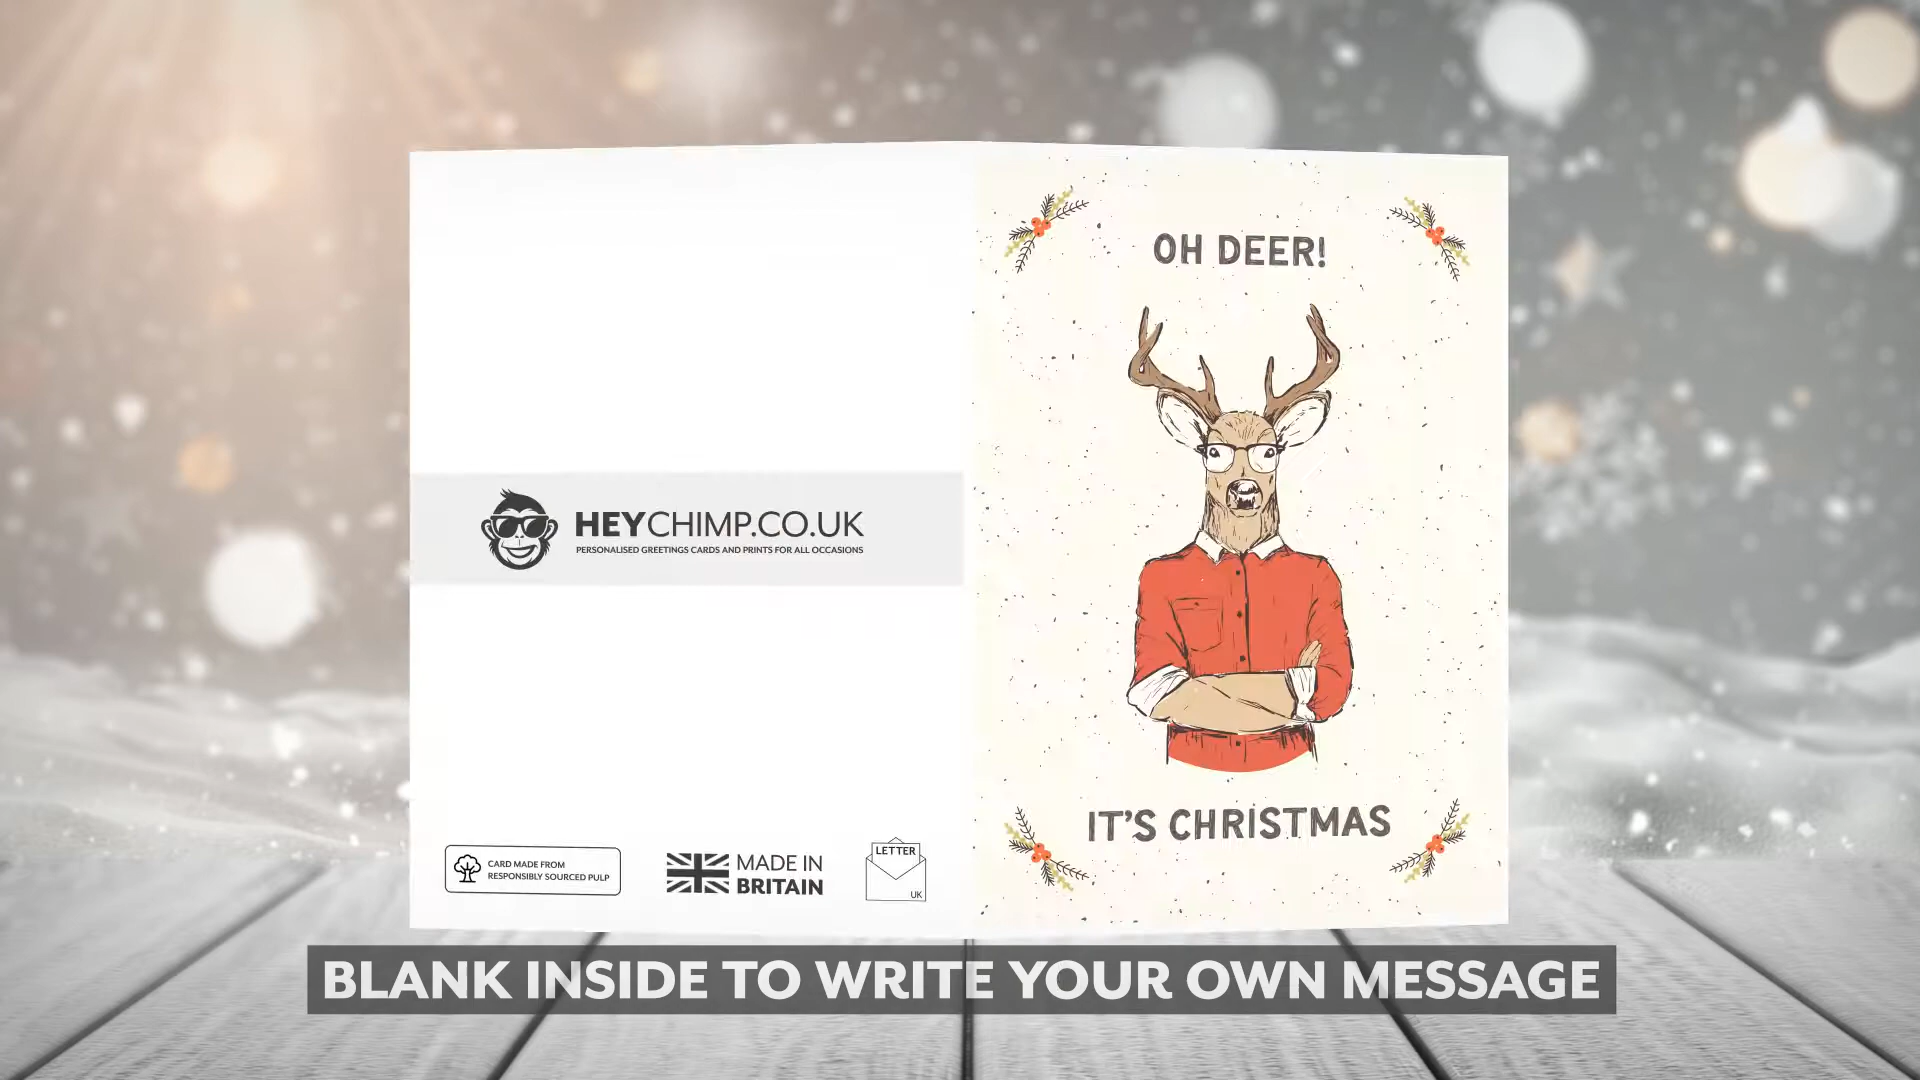 OH DEER!
IT'S CHRISTMAS
HEYCHIMP.CO.UK
PERSONALISED GREETINGS CARDS AND PRINTS FOR ALL OCCASIONS
CARD MADE FROM
RESPONSIBLY SOURCED PULP
MADE IN
BRITAIN
LETTER
UK
BLANK INSIDE TO WRITE YOUR OWN MESSAGE